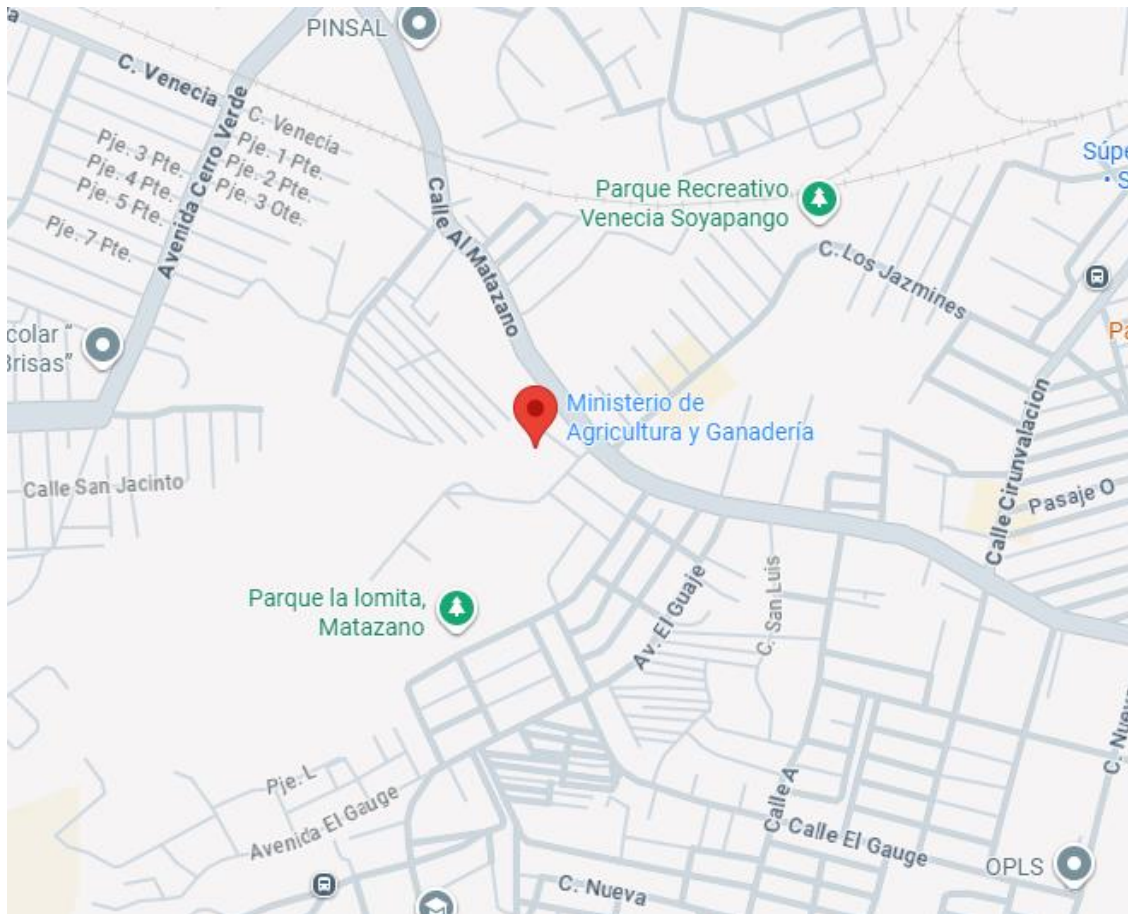 PINSAL
C. Venecia
C. Venecia
Pje. 1 Pte.
Pje. 2 Pte.
Pje. 3 Ote.
Pje. 3 Pte.
Pje. 4 Pte.
Pje. 5 Pte.
Pje. 7 Pte.
Avenida Cerro Verde
Calle Al Matazano
Parque Recreativo
Venecia Soyapango
Súpe
• S
C. Los Jazmines
colar "
Brisas"
Pa
Ministerio de
Agricultura y Ganadería
Calle San Jacinto
Calle Cirunvalacion
Pasaje O
Parque la lomita,
Matazano
Av. El Guaje
C. San Luis
C. Nueva
Pje. L
Avenida El Gauge
Calle A
Calle El Gauge
OPLS
C. Nueva